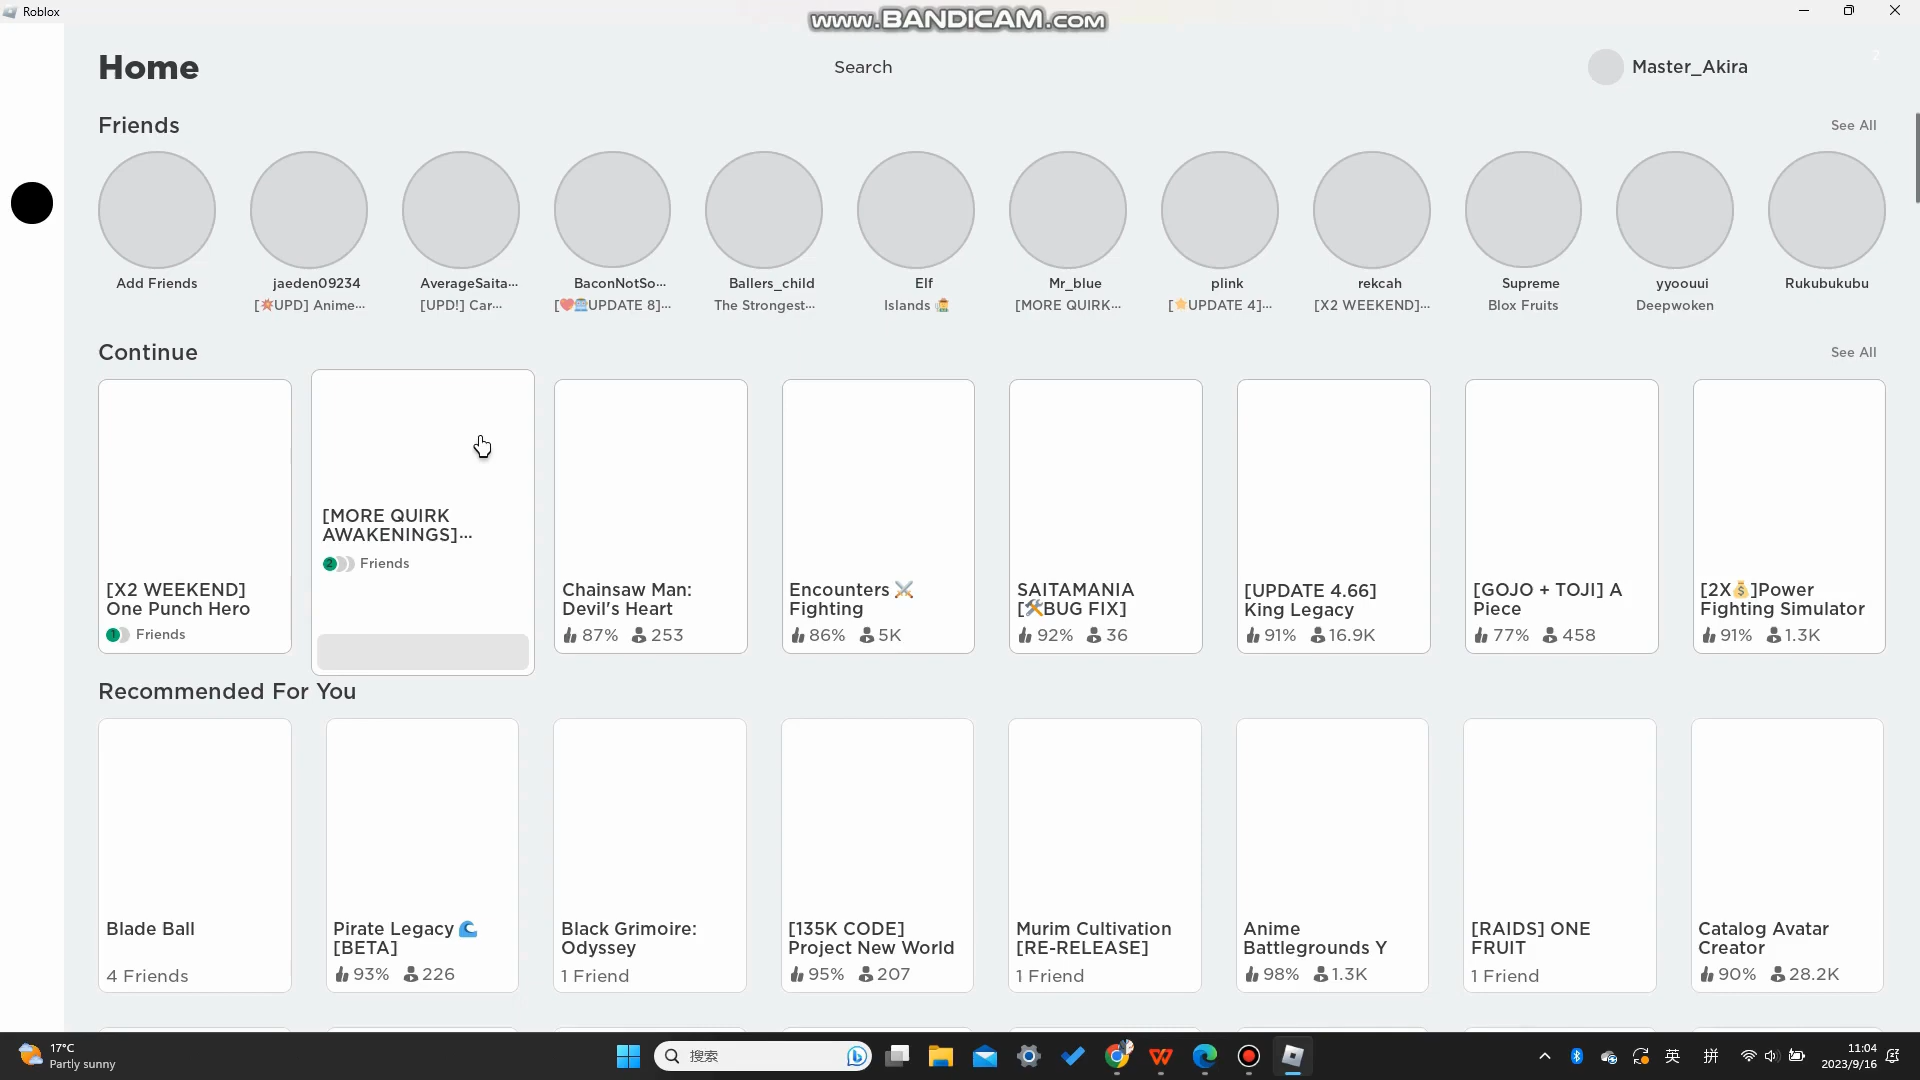 Roblox
www.BANDICAM.com
Home
Search
Master_Akira
2
Friends
See All
Add Friends
jaeden09234
[💥UPD] Anime...
AverageSaita...
[UPD!] Car...
BaconNotSo...
[❤️UPDATE 8]...
Ballers_child
The Strongest...
Elf
Islands
Mr_blue
[MORE QUIRK...
plink
[⭐UPDATE 4]...
rekcah
[X2 WEEKEND]...
Supreme
Blox Fruits
yyoouui
Deepwoken
Rukubukubu
Continue
See All
[X2 WEEKEND]
One Punch Hero
1 Friends
[MORE QUIRK
AWAKENINGS]...
2 Friends
Chainsaw Man:
Devil's Heart
87% 253
Encounters ⚔️
Fighting
86% 5K
SAITAMANIA
[🛠️BUG FIX]
92% 36
[UPDATE 4.66]
King Legacy
91% 16.9K
[GOJO + TOJI] A
Piece
77% 458
[2X💰]Power
Fighting Simulator
91% 1.3K
Recommended For You
Blade Ball
4 Friends
Pirate Legacy 🌊
[BETA]
93% 226
Black Grimoire:
Odyssey
1 Friend
[135K CODE]
Project New World
95% 207
Murim Cultivation
[RE-RELEASE]
1 Friend
Anime
Battlegrounds Y
98% 1.3K
[RAIDS] ONE
FRUIT
1 Friend
Catalog Avatar
Creator
90% 28.2K
17°C
Partly sunny
搜索
英
拼
11:04
2023/9/16